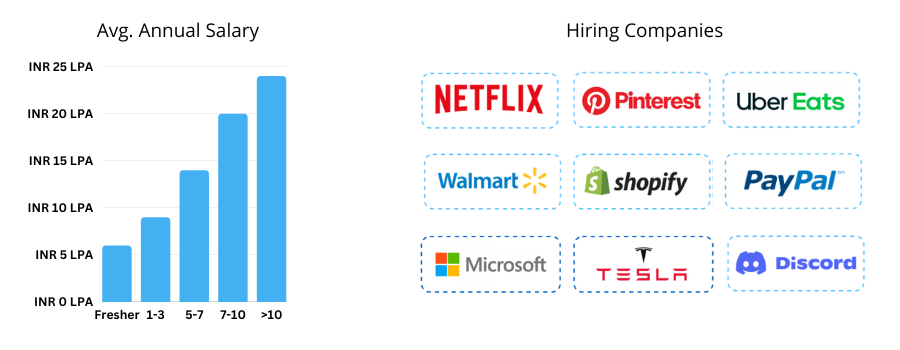 Avg. Annual Salary
INR 25 LPA
INR 20 LPA
INR 15 LPA
INR 10 LPA
INR 5 LPA
INR 0 LPA
Fresher 1-3 5-7 7-10 >10
Hiring Companies
NETFLIX Pinterest Uber Eats
Walmart shopify PayPal™
Microsoft TESLA Discord